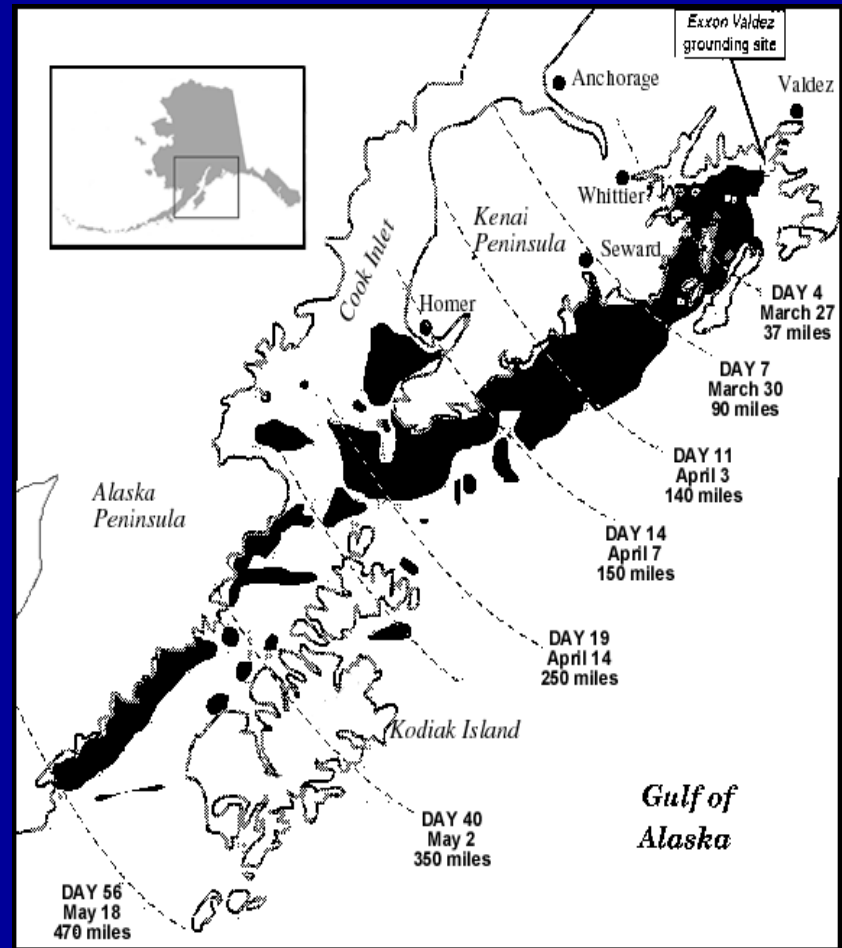 Exxon Valdez
grounding site
Anchorage
Valdez
Whittier
Kenai
Peninsula
Seward
Cook Inlet
Homer
DAY 4
March 27
37 miles
DAY 7
March 30
90 miles
DAY 11
April 3
140 miles
Alaska
Peninsula
DAY 14
April 7
150 miles
DAY 19
April 14
250 miles
Kodiak Island
Gulf of
Alaska
DAY 40
May 2
350 miles
DAY 56
May 18
470 miles